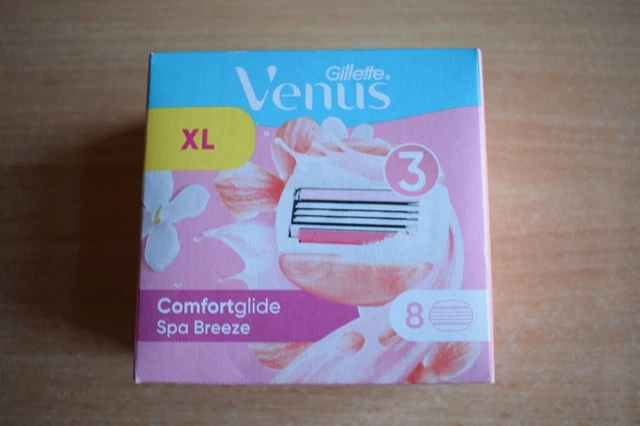 Gillette®
Venus
XL
3
Comfortglide
Spa Breeze
8